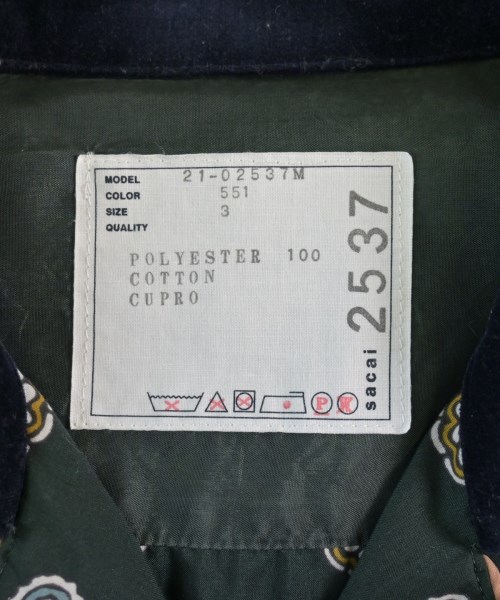 MODEL 21-02537M
COLOR 551
SIZE 3
QUALITY
POLYESTER 100
COTTON
CUPRO
P
sacai 2537